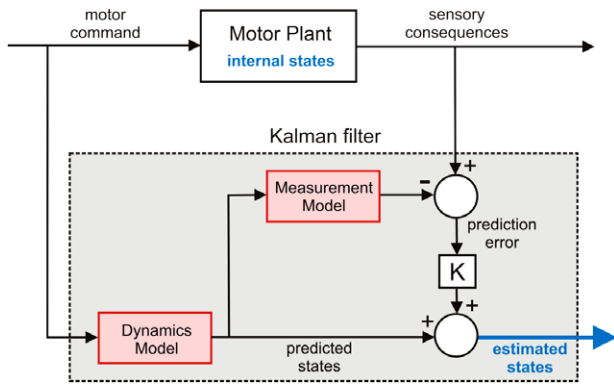 motor
command
Motor Plant
internal states
sensory
consequences
Kalman filter
+
Measurement
Model
-
prediction
error
K
Dynamics
Model
+
+
predicted
states
estimated
states